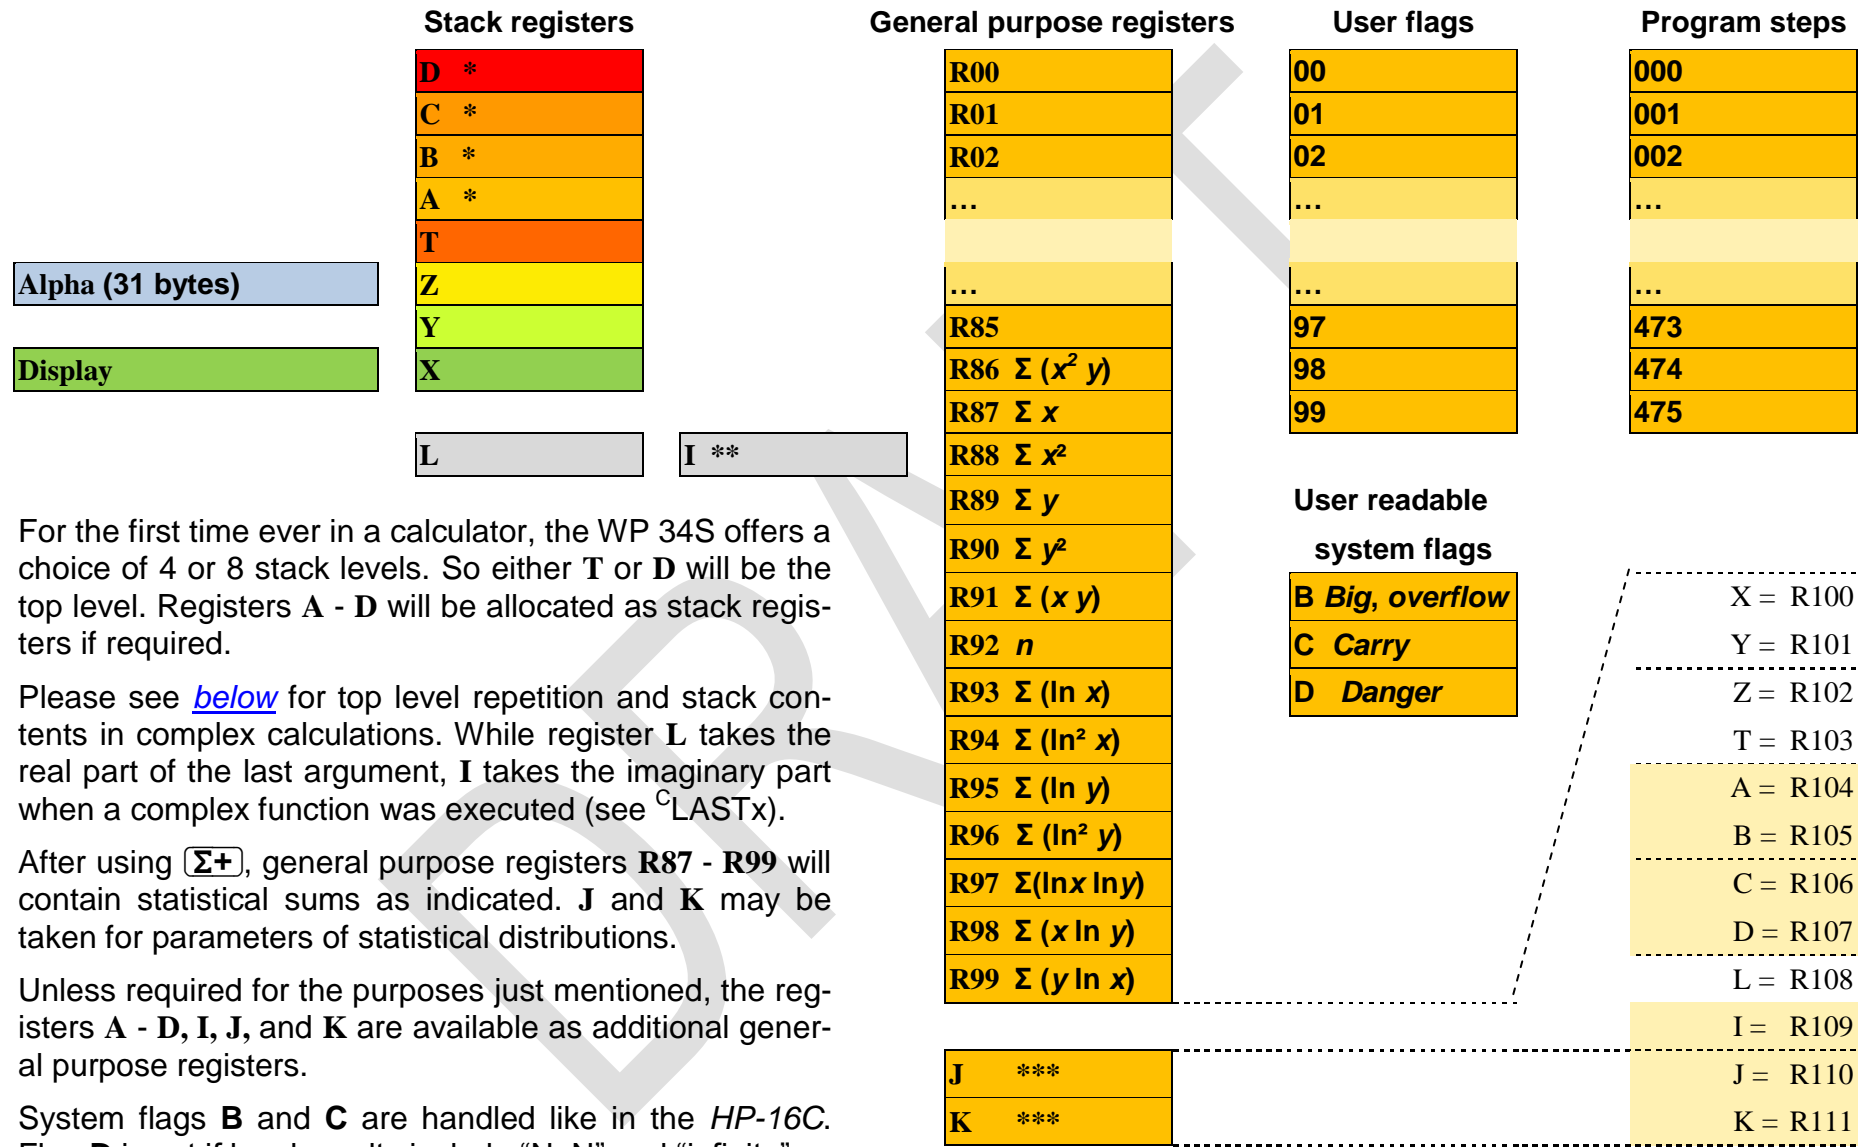 Stack registers
General purpose registers
User flags
Program steps
D *
C *
B *
A *
T
Z
Y
X
L
I **
Alpha (31 bytes)
Display
R00
R01
R02
…
…
R85
R86 Σ (x² y)
R87 Σ x
R88 Σ x²
R89 Σ y
R90 Σ y²
R91 Σ (x y)
R92 n
R93 Σ (ln x)
R94 Σ (ln² x)
R95 Σ (ln y)
R96 Σ (ln² y)
R97 Σ(lnx lny)
R98 Σ (x ln y)
R99 Σ (y ln x)
J ***
K ***
00
01
02
…
…
97
98
99
User readable
system flags
B Big, overflow
C Carry
D Danger
000
001
002
…
…
473
474
475
X = R100
Y = R101
Z = R102
T = R103
A = R104
B = R105
C = R106
D = R107
L = R108
I = R109
J = R110
K = R111
For the first time ever in a calculator, the WP 34S offers a
choice of 4 or 8 stack levels. So either T or D will be the
top level. Registers A - D will be allocated as stack regis-
ters if required.
Please see below for top level repetition and stack con-
tents in complex calculations. While register L takes the
real part of the last argument, I takes the imaginary part
when a complex function was executed (see ᶜLASTx).
After using Σ+, general purpose registers R87 - R99 will
contain statistical sums as indicated. J and K may be
taken for parameters of statistical distributions.
Unless required for the purposes just mentioned, the reg-
isters A - D, I, J, and K are available as additional gener-
al purpose registers.
System flags B and C are handled like in the HP-16C.
DRAFT